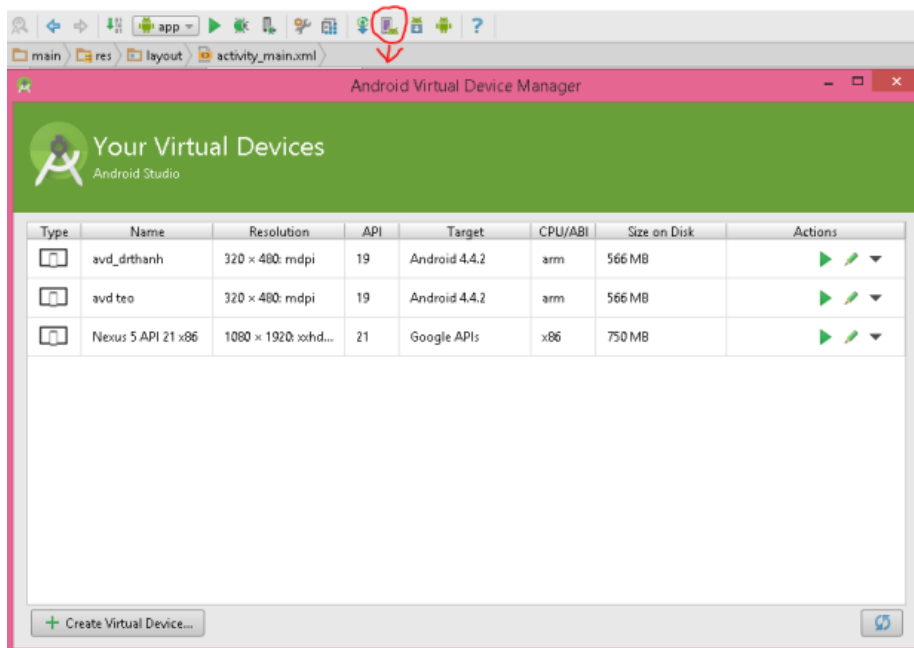 app
main res layout activity_main.xml
Android Virtual Device Manager
Your Virtual Devices
Android Studio
Type Name Resolution API Target CPU/ABI Size on Disk Actions
avd_drthanh 320 × 480: mdpi 19 Android 4.4.2 arm 566 MB
avd teo 320 × 480: mdpi 19 Android 4.4.2 arm 566 MB
Nexus 5 API 21 x86 1080 × 1920: xxhd... 21 Google APIs x86 750 MB
Create Virtual Device...